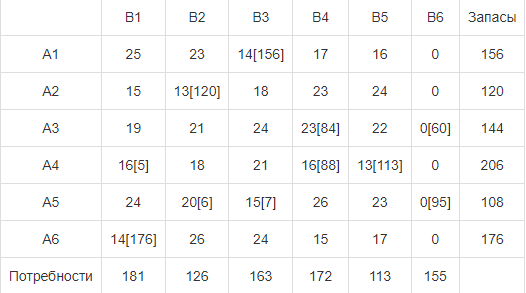 B1 B2 B3 B4 B5 B6 Запасы
A1 25 23 14[156] 17 16 0 156
A2 15 13[120] 18 23 24 0 120
A3 19 21 24 23[84] 22 0[60] 144
A4 16[5] 18 21 16[88] 13[113] 0 206
A5 24 20[6] 15[7] 26 23 0[95] 108
A6 14[176] 26 24 15 17 0 176
Потребности 181 126 163 172 113 155